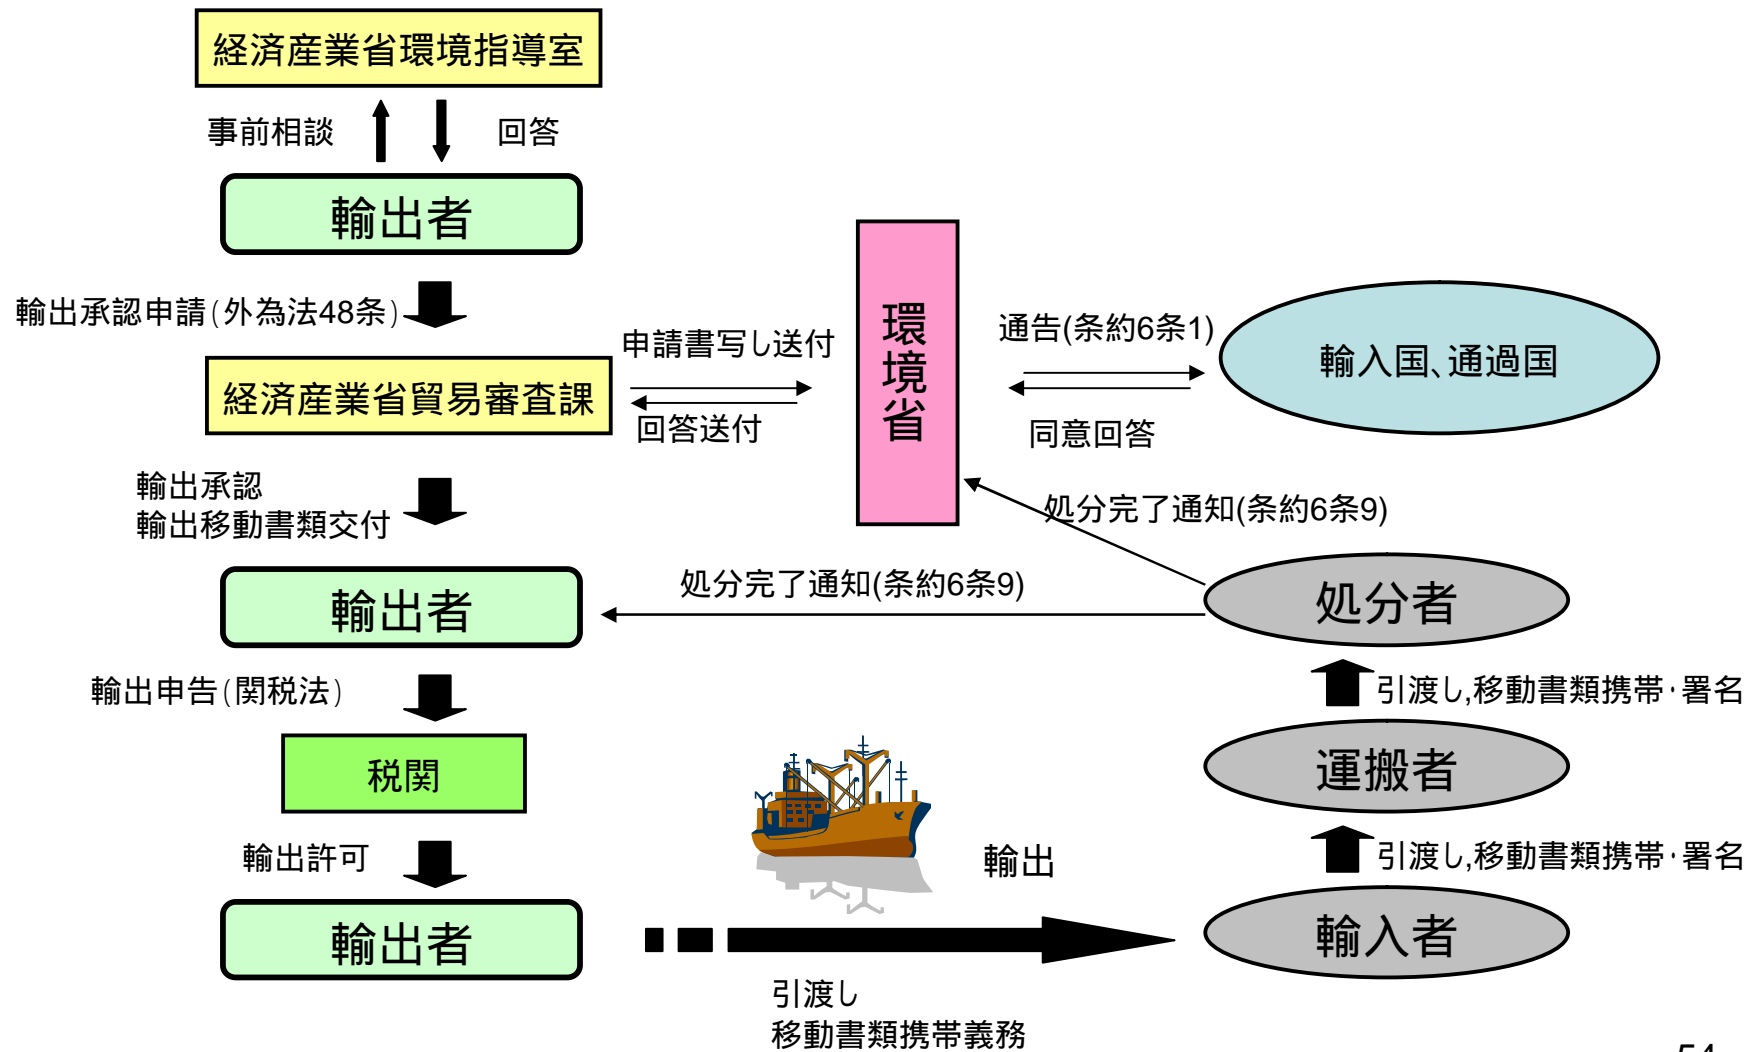 経済産業省環境指導室
事前相談
回答
輸出者
輸出承認申請(外為法48条)
申請書写し送付
通告(条約6条1)
環境省
輸入国、通過国
経済産業省貿易審査課
回答送付
同意回答
輸出承認
輸出移動書類交付
処分完了通知(条約6条9)
処分完了通知(条約6条9)
輸出者
処分者
輸出申告(関税法)
引渡し,移動書類携帯・署名
税関
運搬者
輸出許可
輸出
引渡し,移動書類携帯・署名
輸出者
輸入者
引渡し
移動書類携帯義務